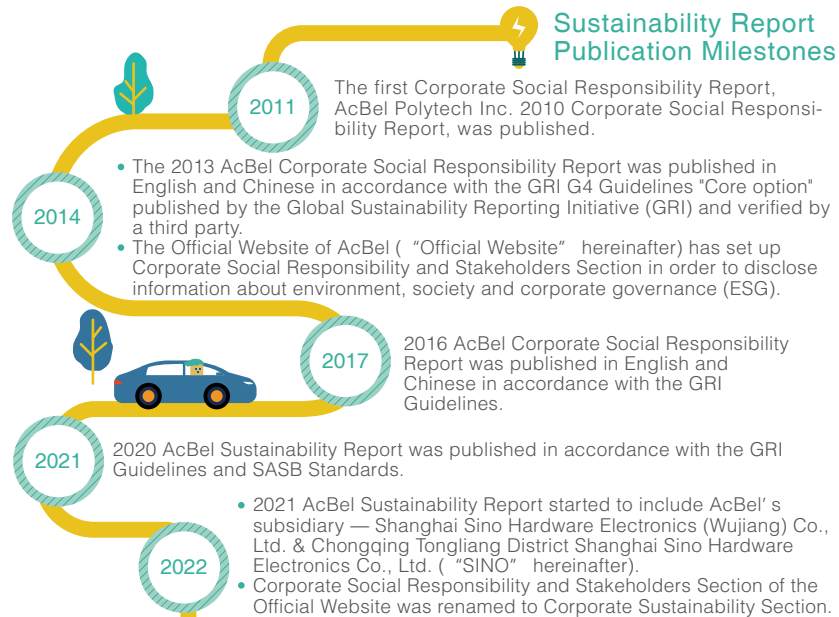 Sustainability Report
Publication Milestones
2011
The first Corporate Social Responsibility Report,
AcBel Polytech Inc. 2010 Corporate Social Responsi-
bility Report, was published.
2014
• The 2013 AcBel Corporate Social Responsibility Report was published in
English and Chinese in accordance with the GRI G4 Guidelines "Core option"
published by the Global Sustainability Reporting Initiative (GRI) and verified by
a third party.
• The Official Website of AcBel ( “Official Website” hereinafter) has set up
Corporate Social Responsibility and Stakeholders Section in order to disclose
information about environment, society and corporate governance (ESG).
2017
2016 AcBel Corporate Social Responsibility
Report was published in English and
Chinese in accordance with the GRI
Guidelines.
2021
2020 AcBel Sustainability Report was published in accordance with the GRI
Guidelines and SASB Standards.
2022
• 2021 AcBel Sustainability Report started to include AcBel’ s
subsidiary — Shanghai Sino Hardware Electronics (Wujiang) Co.,
Ltd. & Chongqing Tongliang District Shanghai Sino Hardware
Electronics Co., Ltd. ( “SINO” hereinafter).
• Corporate Social Responsibility and Stakeholders Section of the
Official Website was renamed to Corporate Sustainability Section.